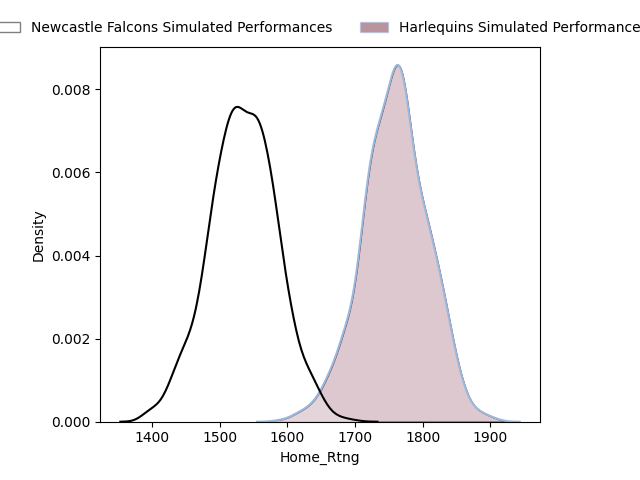 Newcastle Falcons Simulated Performances
Harlequins Simulated Performance
0.008
0.006
0.004
0.002
0.000
Density
1400 1500 1600 1700 1800 1900
Home_Rtng